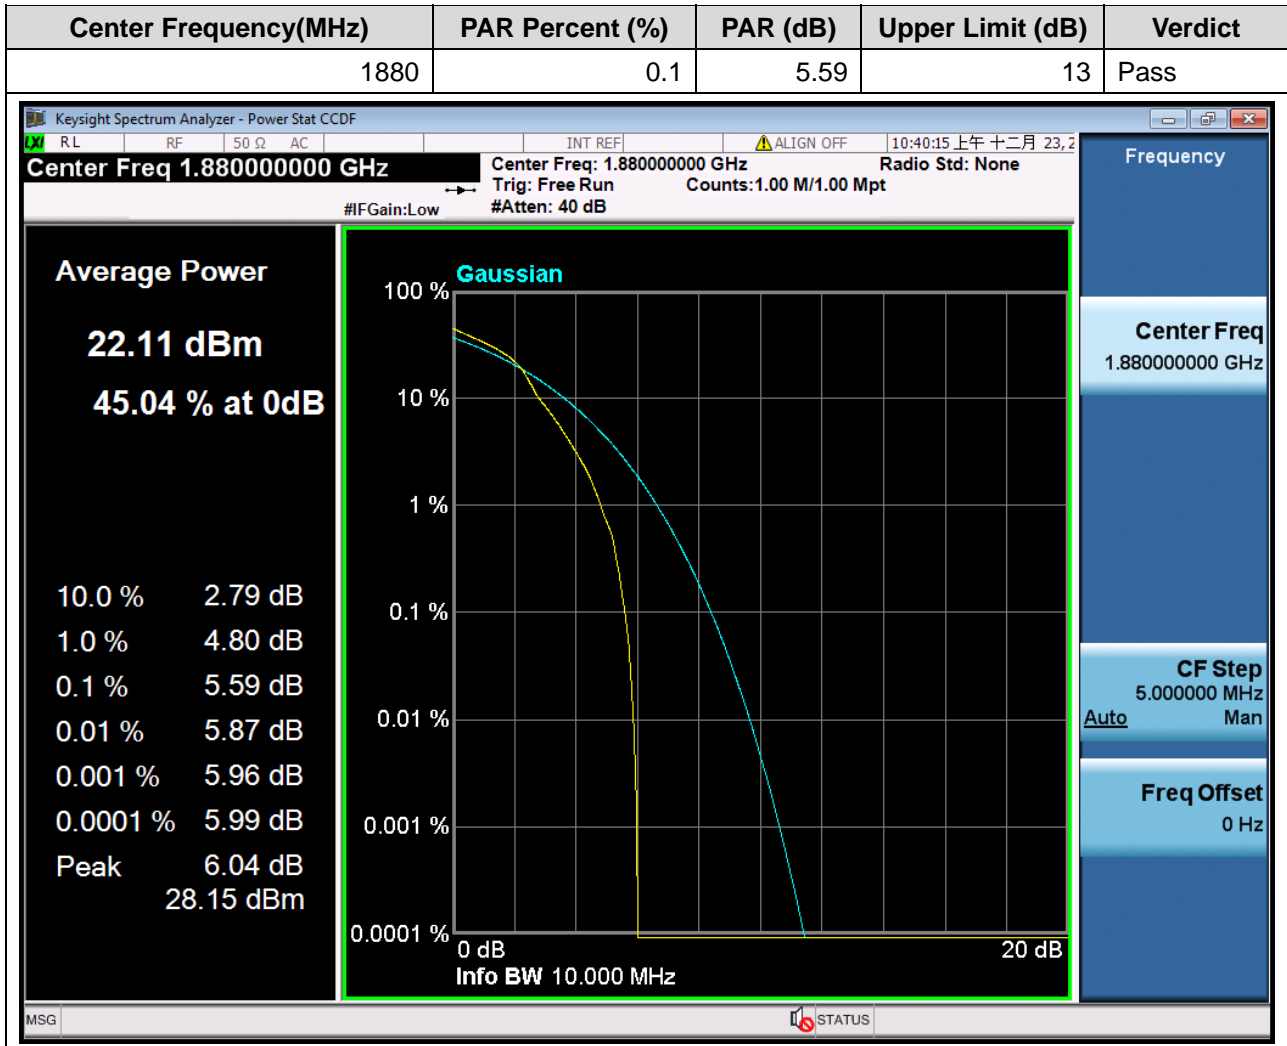 Center Frequency(MHz) PAR Percent (%) PAR (dB) Upper Limit (dB) Verdict
1880 0.1 5.59 13 Pass
Keysight Spectrum Analyzer - Power Stat CCDF
LXI RL RF 50 Ω AC INT REF ALIGN OFF 10:40:15 上午 十二月 23, 2
Center Freq 1.880000000 GHz
Center Freq: 1.880000000 GHz Radio Std: None
Trig: Free Run Counts:1.00 M/1.00 Mpt
#IFGain:Low #Atten: 40 dB
Frequency
Average Power
22.11 dBm
45.04 % at 0dB
10.0 % 2.79 dB
1.0 % 4.80 dB
0.1 % 5.59 dB
0.01 % 5.87 dB
0.001 % 5.96 dB
0.0001 % 5.99 dB
Peak 6.04 dB
28.15 dBm
Gaussian
100 %
10 %
1 %
0.1 %
0.01 %
0.001 %
0.0001 %
0 dB 20 dB
Info BW 10.000 MHz
Center Freq
1.880000000 GHz
CF Step
5.000000 MHz
Auto Man
Freq Offset
0 Hz
MSG STATUS